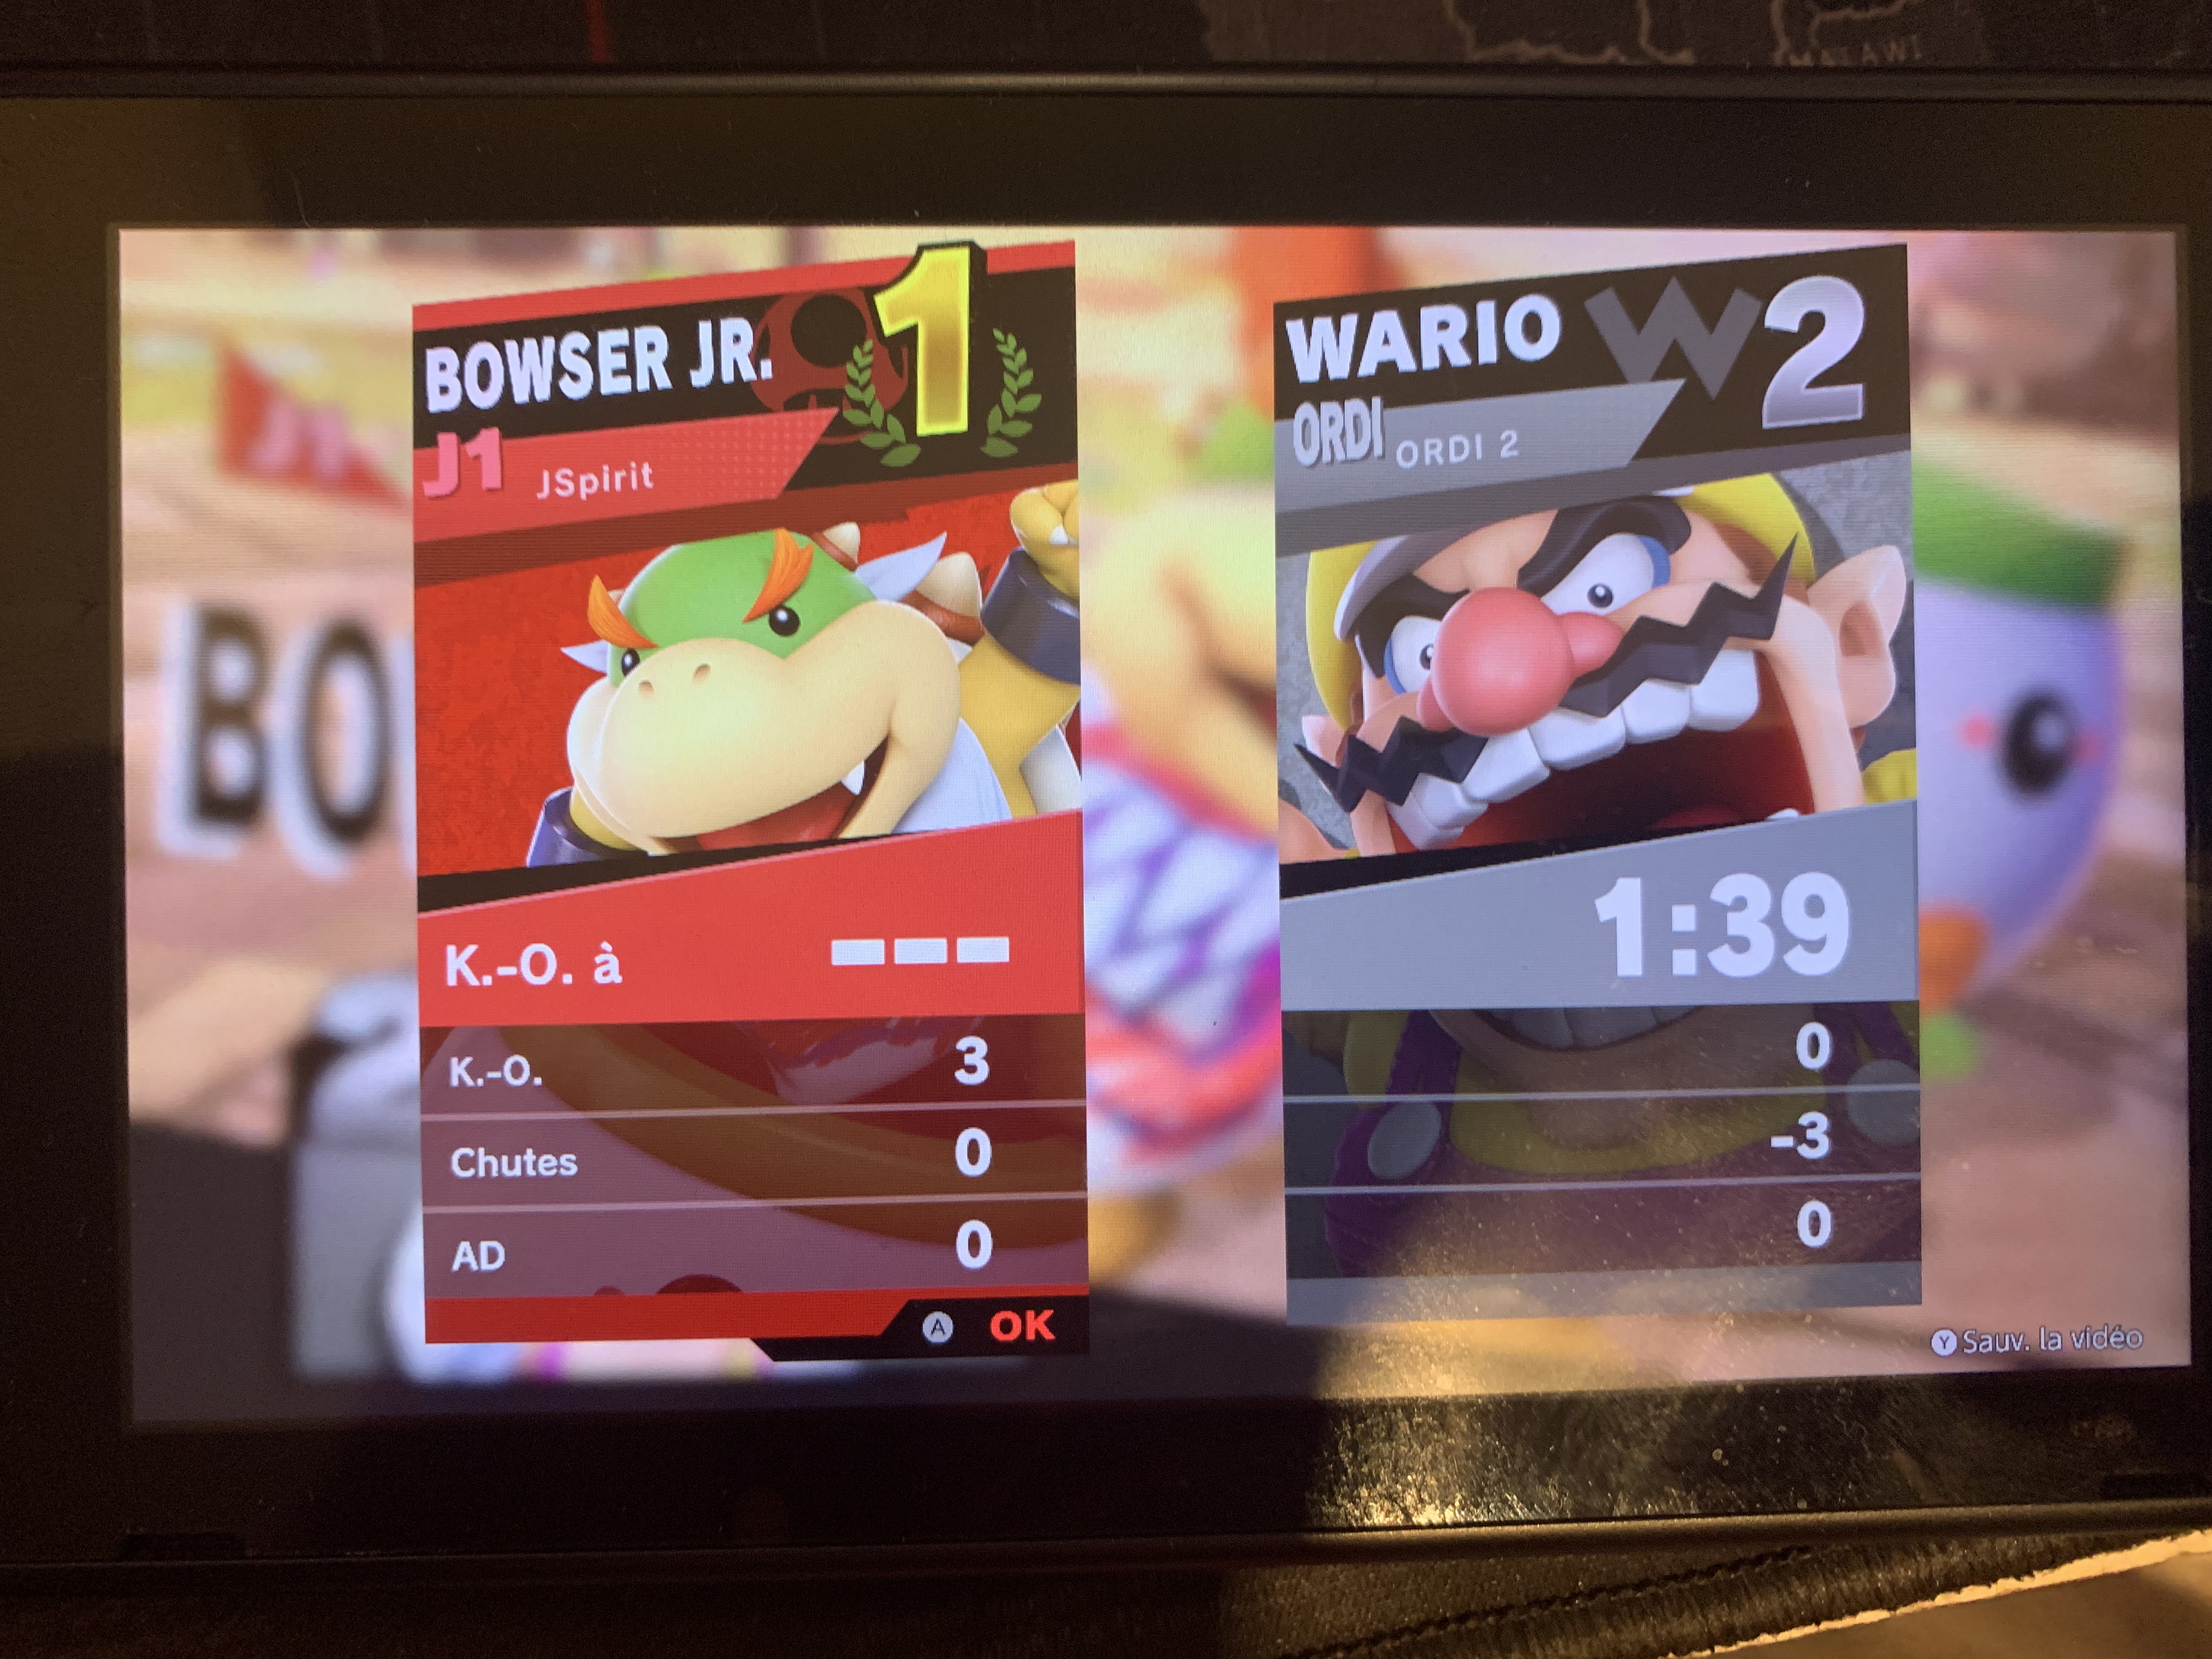 BO
BOWSER JR.
1
J1 JSpirit
K.-O. à ---
K.-O. 3
Chutes 0
AD 0
A OK
WARIO
2
ORDI ORDI 2
1:39
0
-3
0
Y Sauv. la vidéo